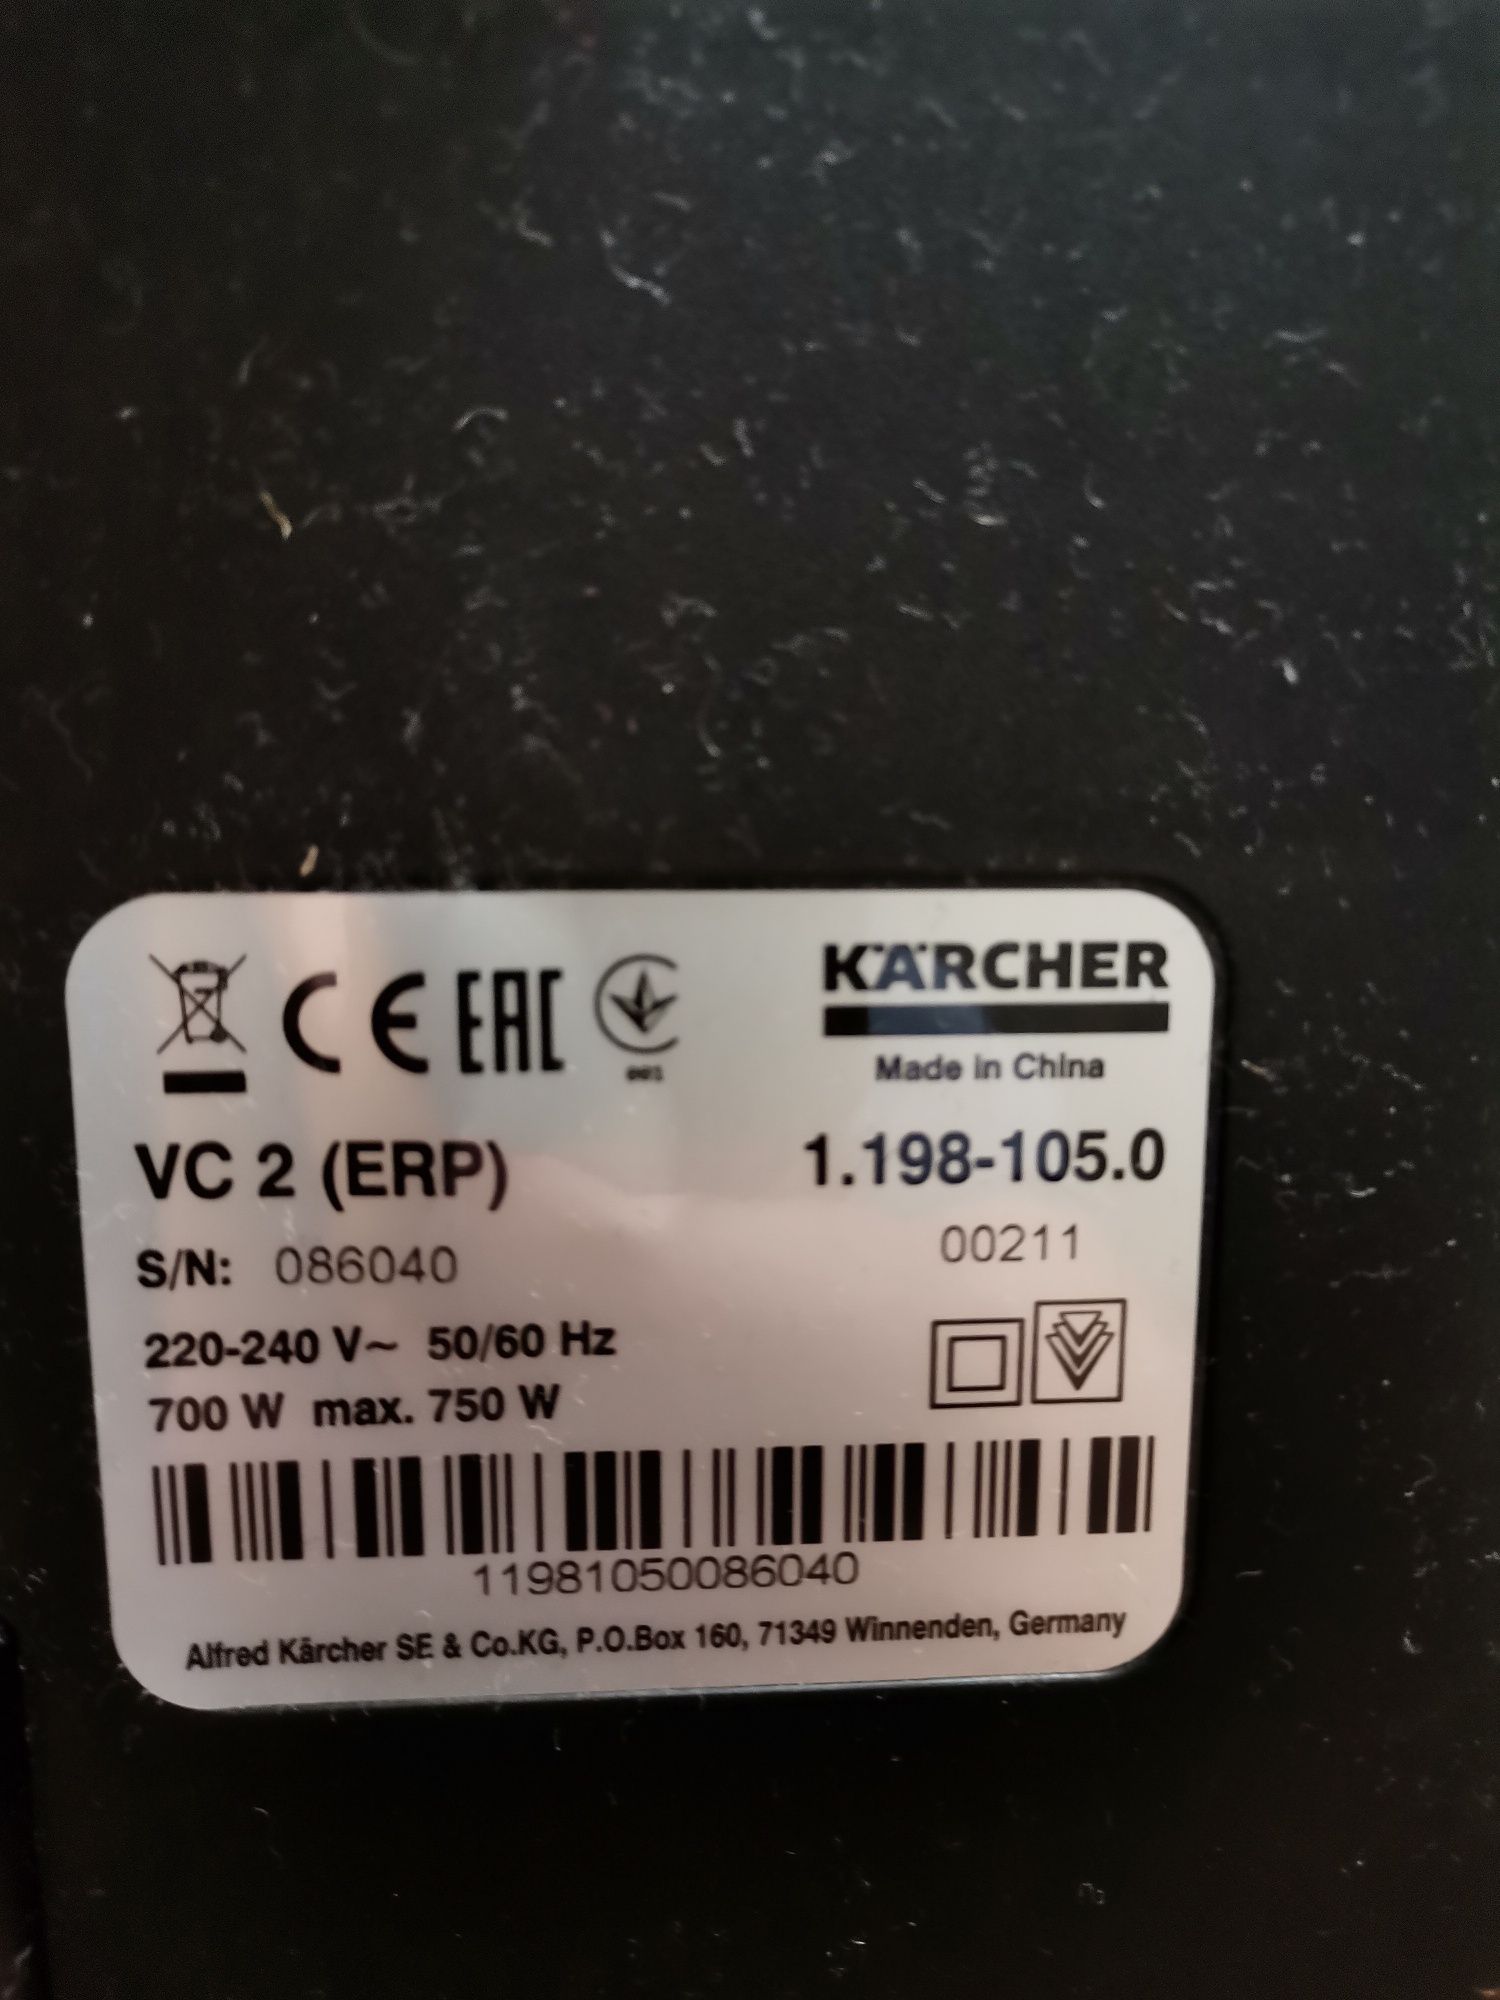 CE EAC
001
KÄRCHER
Made in China
VC 2 (ERP) 1.198-105.0
S/N: 086040 00211
220-240 V~ 50/60 Hz
700 W max. 750 W
11981050086040
Alfred Kärcher SE & Co.KG, P.O.Box 160, 71349 Winnenden, Germany